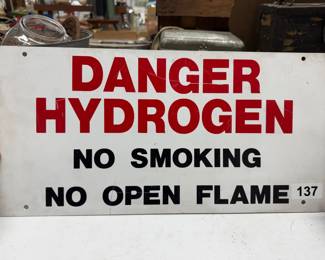 DANGER
HYDROGEN
NO SMOKING
NO OPEN FLAME
137